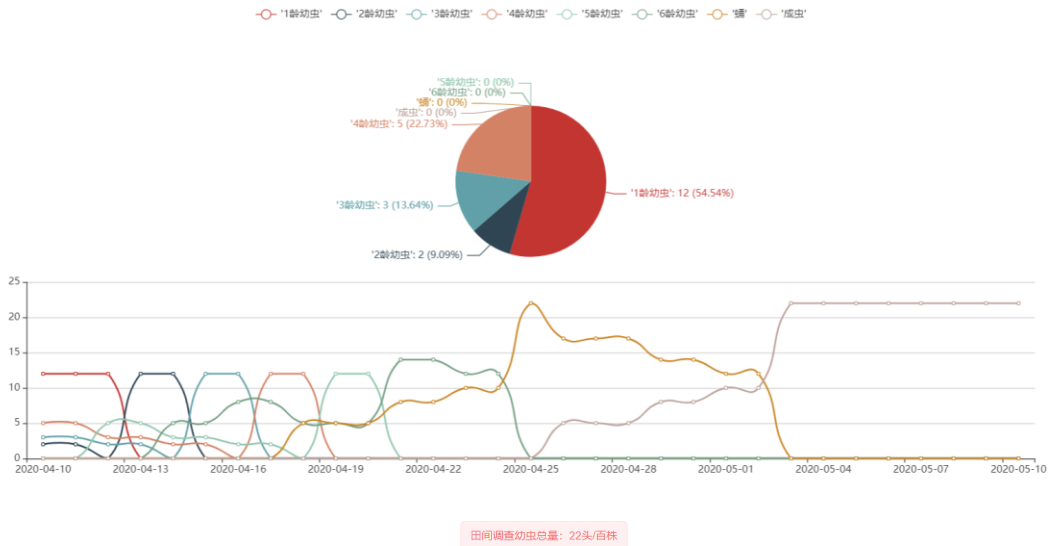 '1龄幼虫' '2龄幼虫' '3龄幼虫' '4龄幼虫' '5龄幼虫' '6龄幼虫' '蛹' '成虫'
'5龄幼虫': 0 (0%)
'6龄幼虫': 0 (0%)
'蛹': 0 (0%)
'成虫': 0 (0%)
'4龄幼虫': 5 (22.73%)
'1龄幼虫': 12 (54.54%)
'3龄幼虫': 3 (13.64%)
'2龄幼虫': 2 (9.09%)
25
20
15
10
5
0
2020-04-10 2020-04-13 2020-04-16 2020-04-19 2020-04-22 2020-04-25 2020-04-28 2020-05-01 2020-05-04 2020-05-07 2020-05-10
田间调查幼虫总量：22头/百株